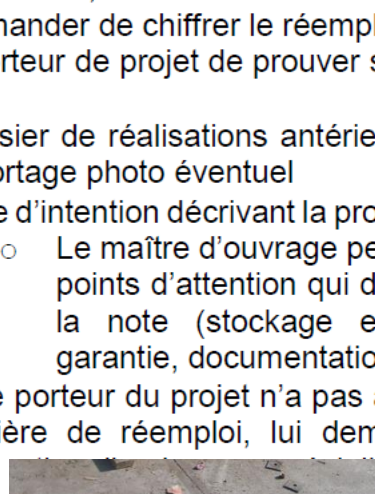 mander de chiffrer le réempl
rteur de projet de prouver s
sier de réalisations antérie
ortage photo éventuel
e d'intention décrivant la pro
○ Le maître d'ouvrage pe
points d'attention qui d
la note (stockage e
garantie, documentatio
e porteur du projet n'a pas a
ière de réemploi, lui dem